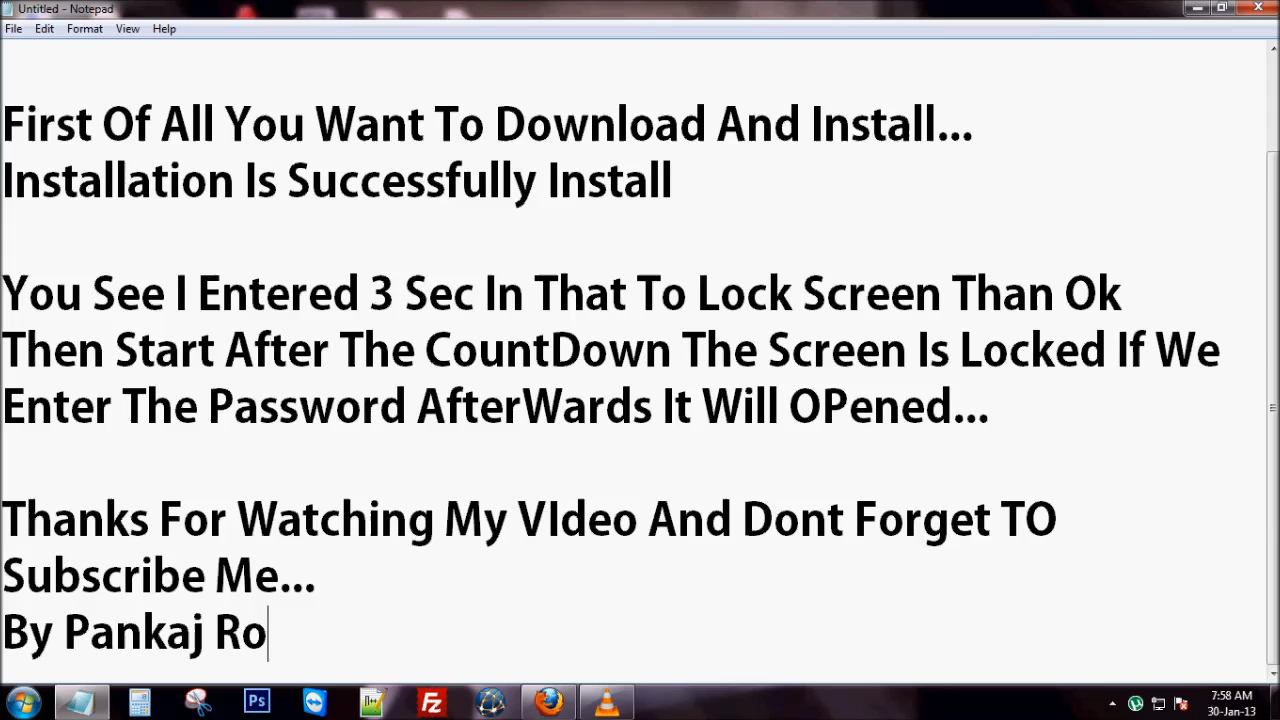 Untitled - Notepad
File Edit Format View Help
First Of All You Want To Download And Install...
Installation Is Successfully Install
You See I Entered 3 Sec In That To Lock Screen Than Ok
Then Start After The CountDown The Screen Is Locked If We
Enter The Password AfterWards It Will OPened...
Thanks For Watching My VIdeo And Dont Forget TO
Subscribe Me...
By Pankaj Ro
Ps
Fz
7:58 AM
30-Jan-13